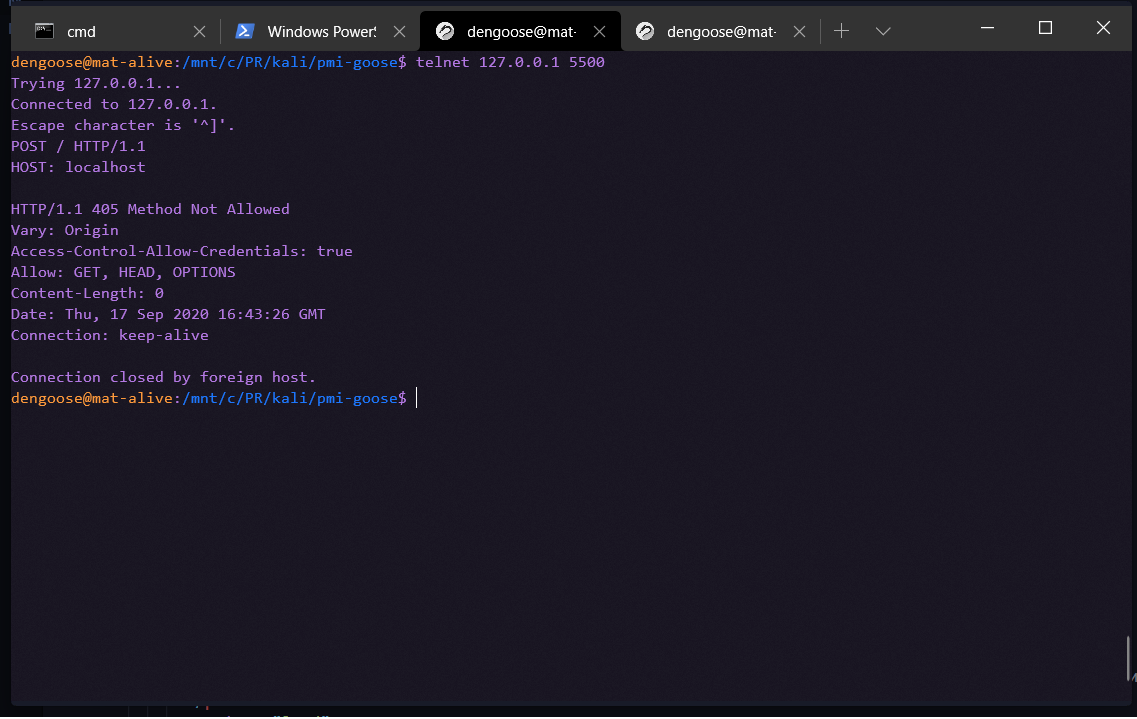 cmd
Windows PowerS
dengoose@mat-
dengoose@mat-
dengoose@mat-alive:/mnt/c/PR/kali/pmi-goose$ telnet 127.0.0.1 5500
Trying 127.0.0.1...
Connected to 127.0.0.1.
Escape character is '^]'.
POST / HTTP/1.1
HOST: localhost
HTTP/1.1 405 Method Not Allowed
Vary: Origin
Access-Control-Allow-Credentials: true
Allow: GET, HEAD, OPTIONS
Content-Length: 0
Date: Thu, 17 Sep 2020 16:43:26 GMT
Connection: keep-alive
Connection closed by foreign host.
dengoose@mat-alive:/mnt/c/PR/kali/pmi-goose$